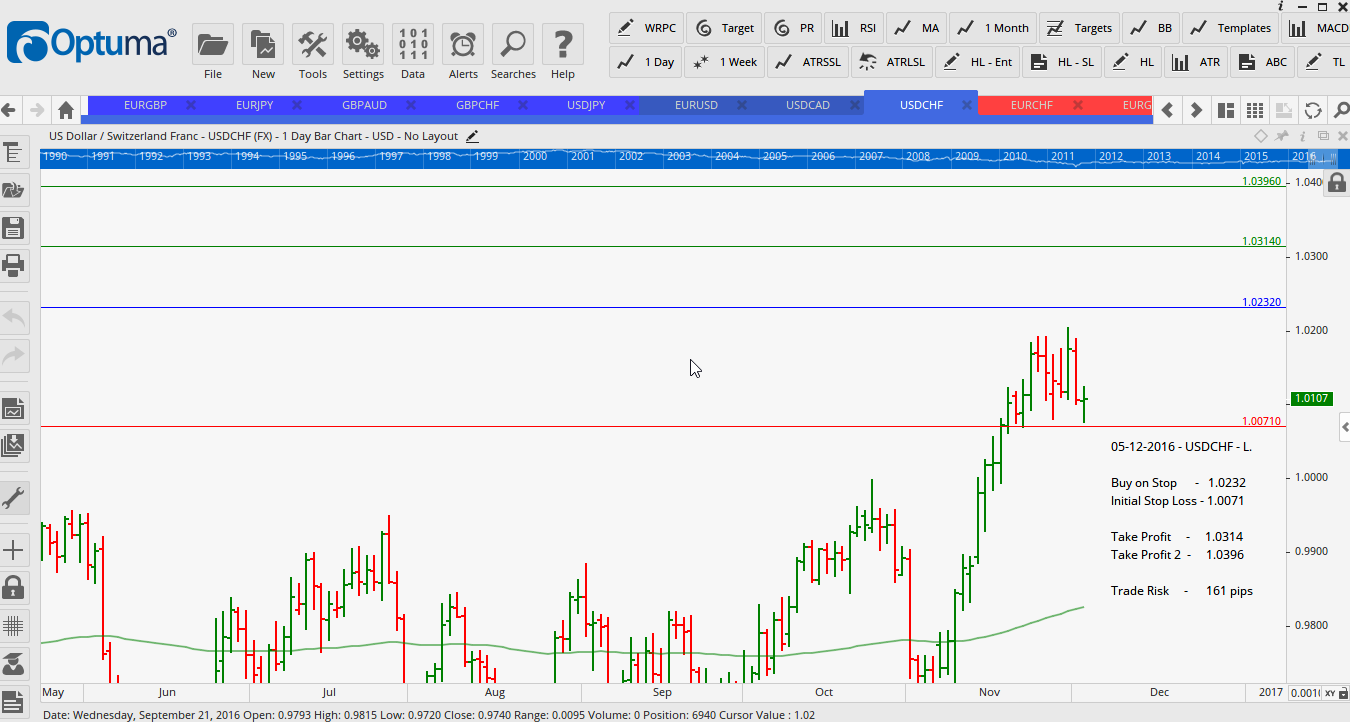 Optuma®
File New Tools Settings Data Alerts Searches Help
i
WRPC Target PR RSI MA 1 Month Targets BB Templates MACD
1 Day 1 Week ATRSSL ATRLSL HL - Ent HL - SL HL ATR ABC TL
EURGBP EURJPY GBPAUD GBPCHF USDJPY EURUSD USDCAD USDCHF EURCHF EURG
US Dollar / Switzerland Franc - USDCHF (FX) - 1 Day Bar Chart - USD - No Layout
1990 1991 1992 1993 1994 1995 1996 1997 1998 1999 2000 2001 2002 2003 2004 2005 2006 2007 2008 2009 2010 2011 2012 2013 2014 2015 2016
1.03960
1.0400
1.03140
1.0300
1.02320
1.0200
1.0107
1.00710
05-12-2016 - USDCHF - L.
1.0000
Buy on Stop - 1.0232
Initial Stop Loss - 1.0071
Take Profit - 1.0314
0.9900
Take Profit 2 - 1.0396
Trade Risk - 161 pips
0.9800
May Jun Jul Aug Sep Oct Nov Dec 2017 0.0010 XY
Date: Wednesday, September 21, 2016 Open: 0.9793 High: 0.9815 Low: 0.9720 Close: 0.9740 Range: 0.0095 Volume: 0 Position: 6940 Cursor Value : 1.02